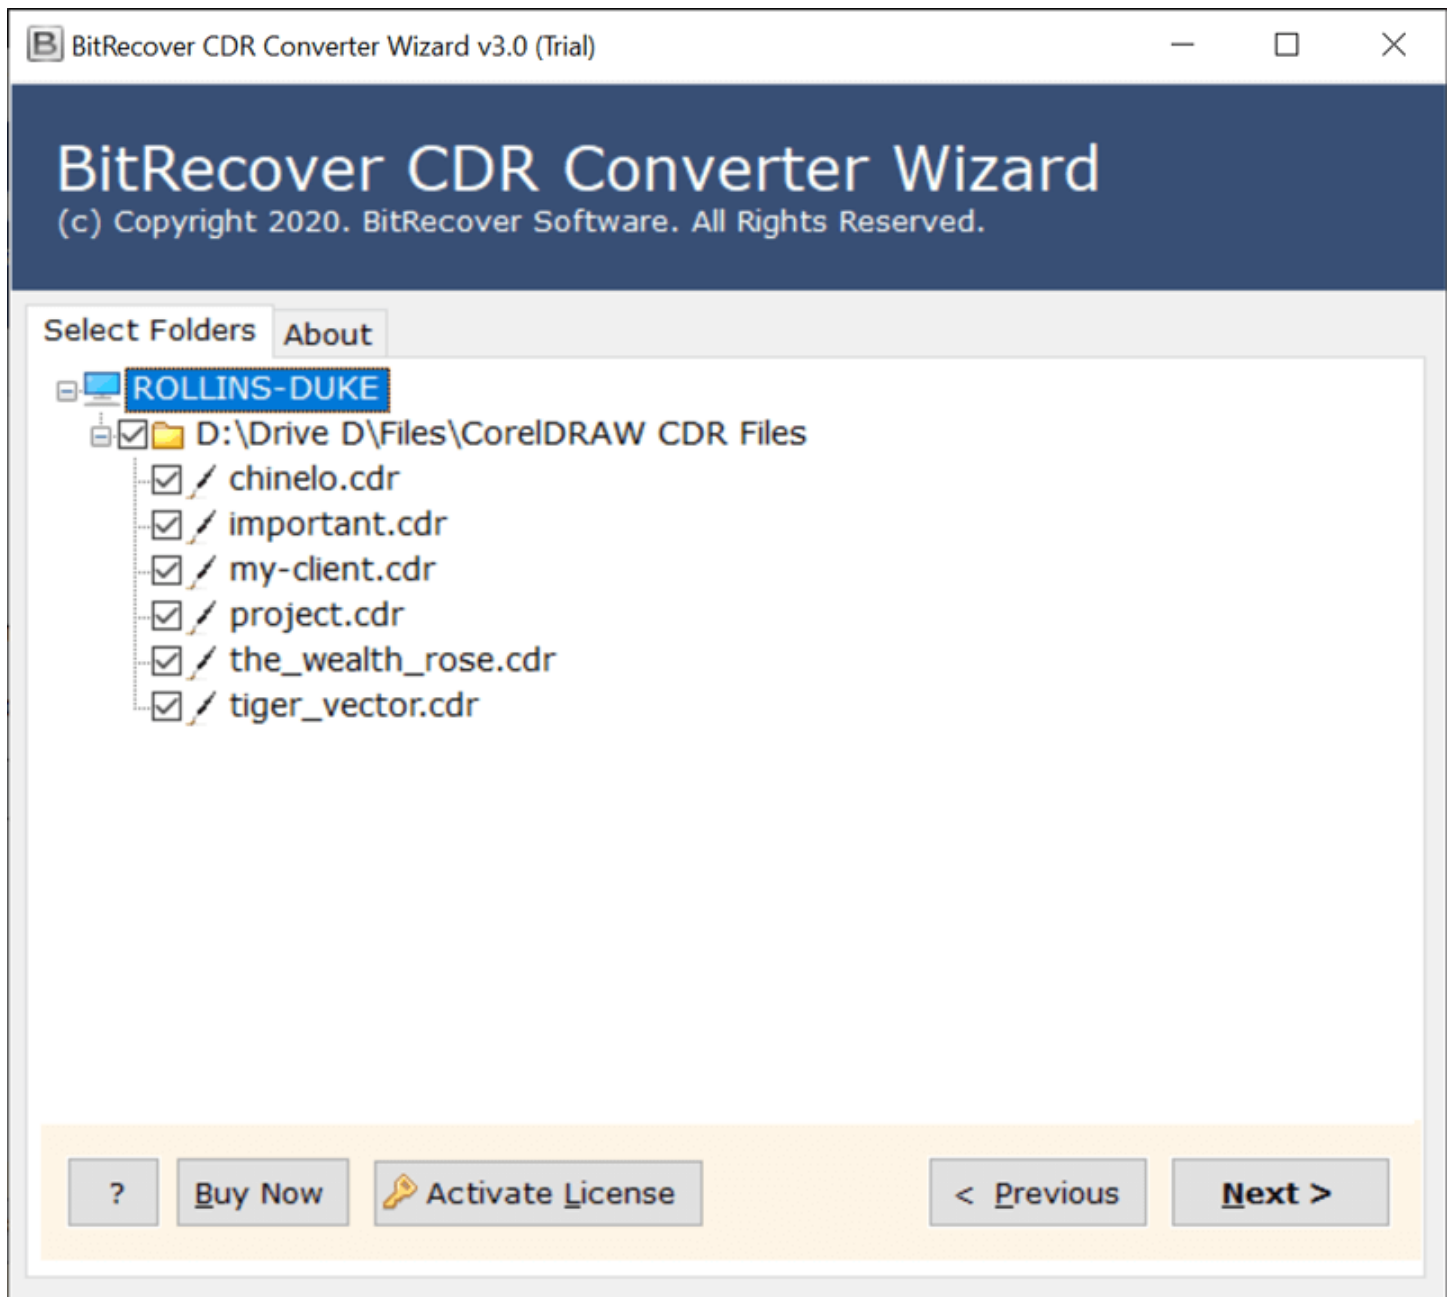 BitRecover CDR Converter Wizard v3.0 (Trial)
BitRecover CDR Converter Wizard
(c) Copyright 2020. BitRecover Software. All Rights Reserved.
Select Folders About
ROLLINS-DUKE
D:\Drive D\Files\CorelDRAW CDR Files
chinelo.cdr
important.cdr
my-client.cdr
project.cdr
the_wealth_rose.cdr
tiger_vector.cdr
? Buy Now Activate License < Previous Next >